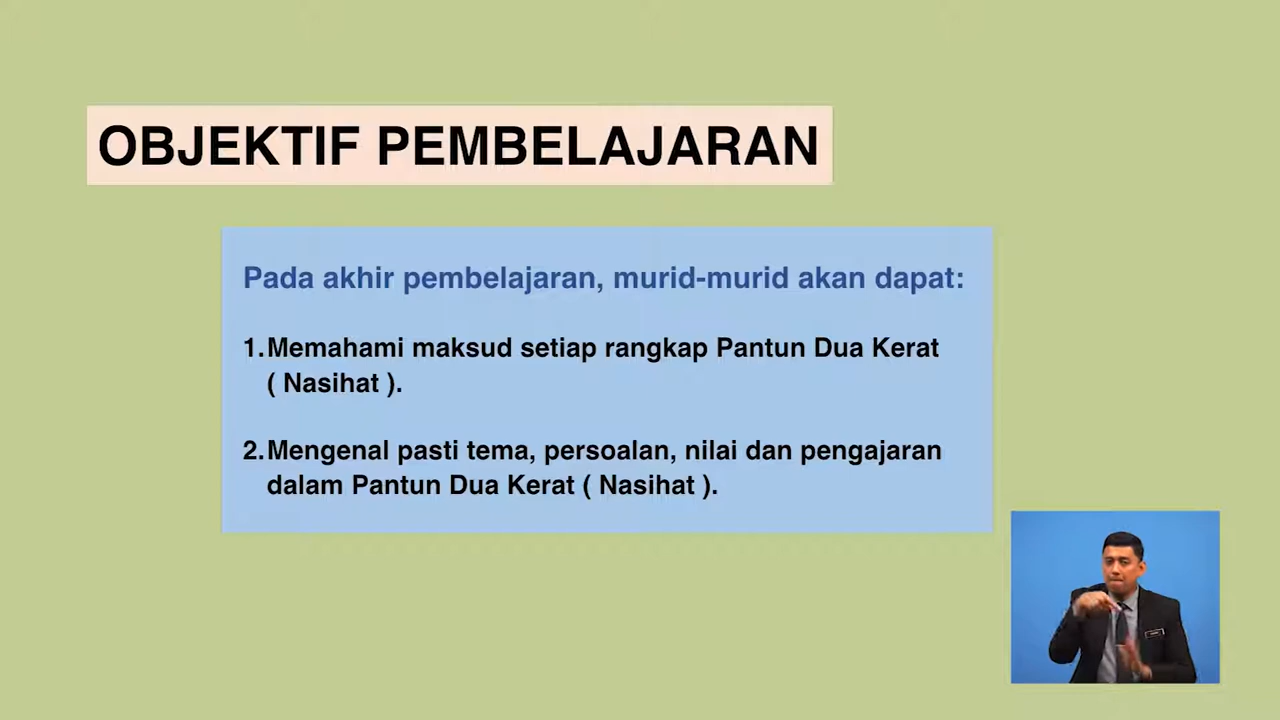 OBJEKTIF PEMBELAJARAN
Pada akhir pembelajaran, murid-murid akan dapat:
1. Memahami maksud setiap rangkap Pantun Dua Kerat
( Nasihat ).
2. Mengenal pasti tema, persoalan, nilai dan pengajaran
dalam Pantun Dua Kerat ( Nasihat ).